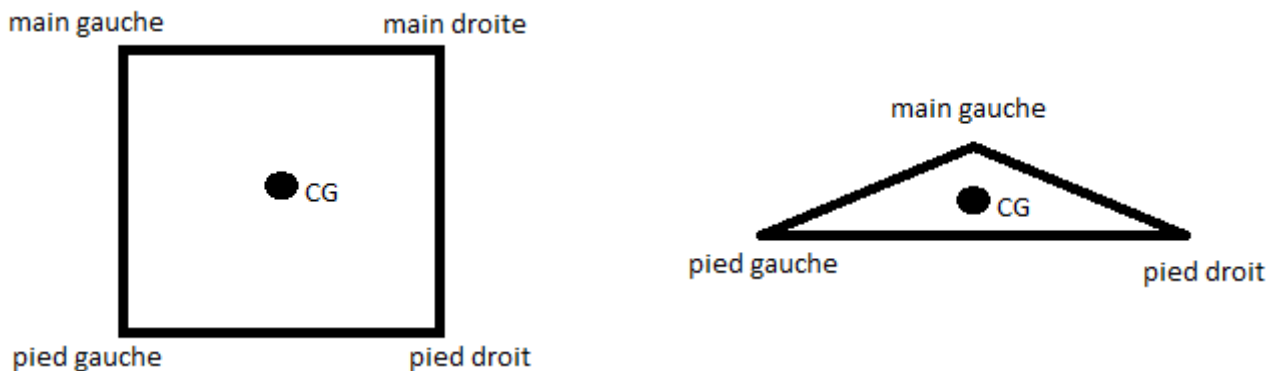 main gauche
main droite
CG
pied gauche
pied droit
main gauche
CG
pied gauche
pied droit